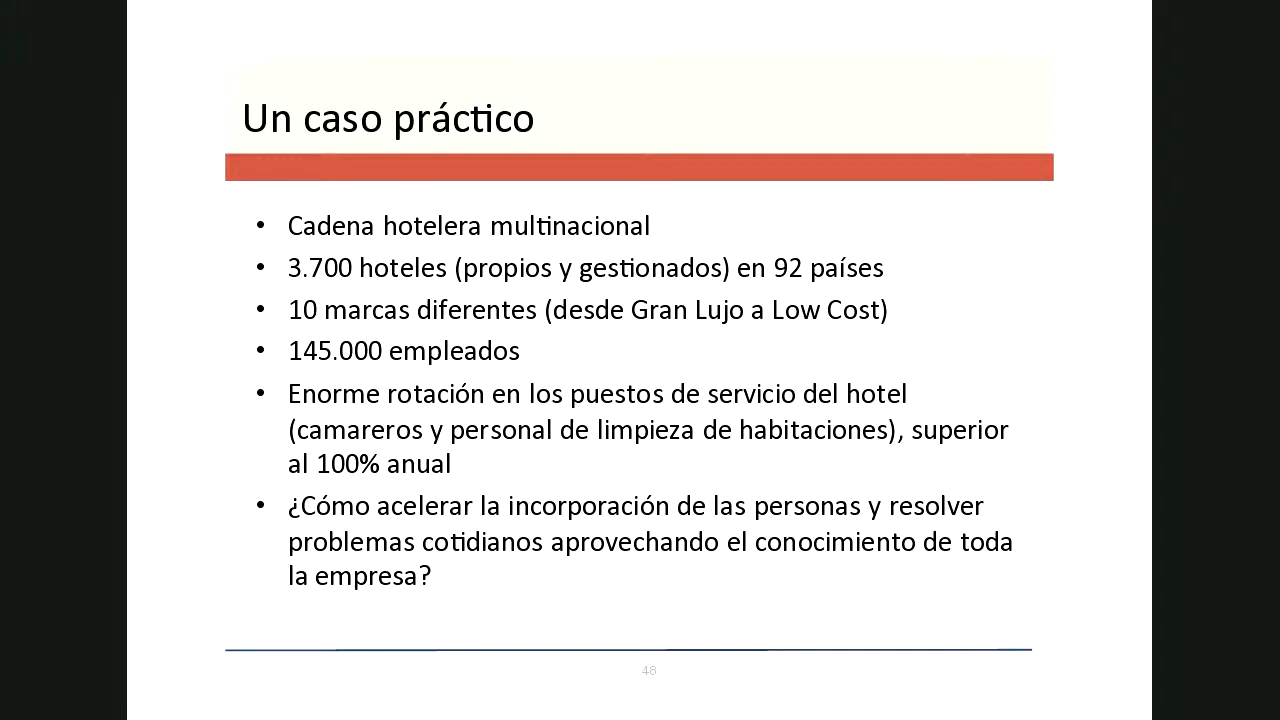 Un caso práctico
• Cadena hotelera multinacional
• 3.700 hoteles (propios y gestionados) en 92 países
• 10 marcas diferentes (desde Gran Lujo a Low Cost)
• 145.000 empleados
• Enorme rotación en los puestos de servicio del hotel
(camareros y personal de limpieza de habitaciones), superior
al 100% anual
• ¿Cómo acelerar la incorporación de las personas y resolver
problemas cotidianos aprovechando el conocimiento de toda
la empresa?
48